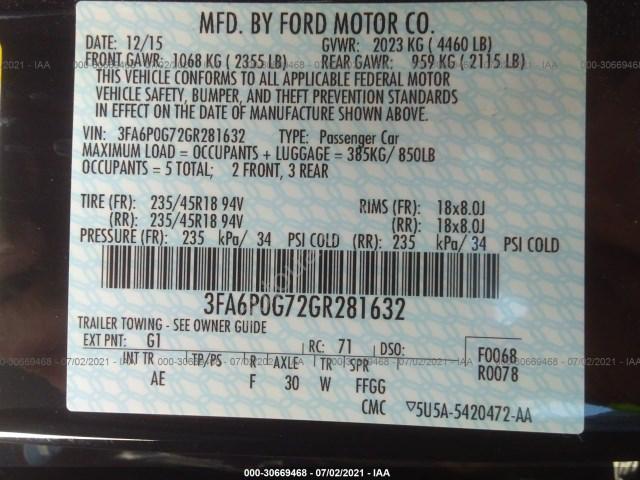 MFD. BY FORD MOTOR CO.
DATE: 12/15 GVWR: 2023 KG ( 4460 LB)
FRONT GAWR: 1068 KG ( 2355 LB) REAR GAWR: 959 KG ( 2115 LB)
THIS VEHICLE CONFORMS TO ALL APPLICABLE FEDERAL MOTOR
VEHICLE SAFETY, BUMPER, AND THEFT PREVENTION STANDARDS
IN EFFECT ON THE DATE OF MANUFACTURE SHOWN ABOVE.
VIN: 3FA6P0G72GR281632 TYPE: Passenger Car
MAXIMUM LOAD = OCCUPANTS + LUGGAGE = 385KG/ 850LB
OCCUPANTS = 5 TOTAL; 2 FRONT, 3 REAR
TIRE (FR): 235/45R18 94V RIMS (FR): 18x8.0J
(RR): 235/45R18 94V (RR): 18x8.0J
PRESSURE (FR): 235 kPa/ 34 PSI COLD (RR): 235 kPa/ 34 PSI COLD
3FA6P0G72GR281632
TRAILER TOWING - SEE OWNER GUIDE
EXT PNT: G1 RC: 71 DSO: F0068
R0078
INT TR TP/PS R AXLE TR SPR
AE F 30 W FFGG
CMC ▽5U5A-5420472-AA
000-30669468 - 07/02/2021 - IAA